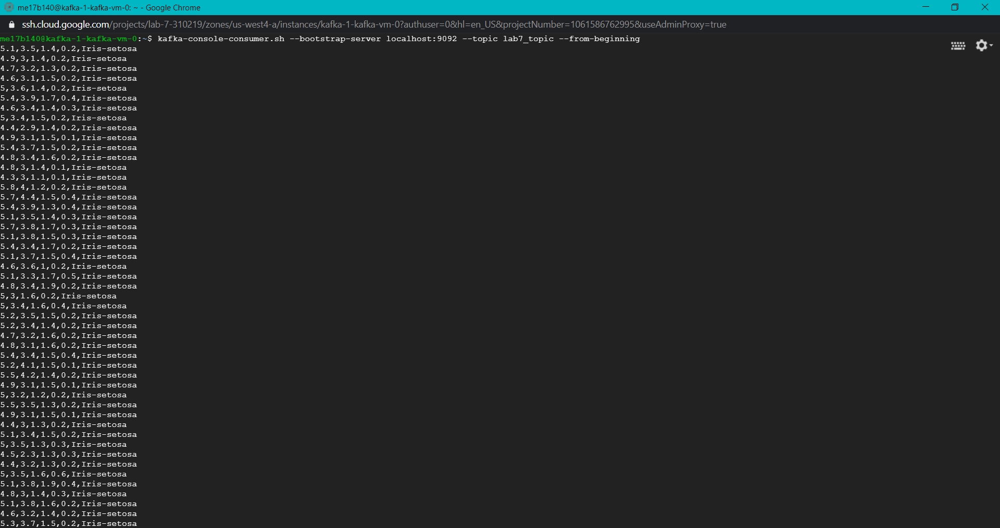 me17b140@kafka-1-kafka-vm-0: ~ - Google Chrome
ssh.cloud.google.com/projects/lab-7-310219/zones/us-west4-a/instances/kafka-1-kafka-vm-0?authuser=0&hl=en_US&projectNumber=1061586762995&useAdminProxy=true
me17b140@kafka-1-kafka-vm-0:~$ kafka-console-consumer.sh --bootstrap-server localhost:9092 --topic lab7_topic --from-beginning
5.1,3.5,1.4,0.2,Iris-setosa
4.9,3,1.4,0.2,Iris-setosa
4.7,3.2,1.3,0.2,Iris-setosa
4.6,3.1,1.5,0.2,Iris-setosa
5,3.6,1.4,0.2,Iris-setosa
5.4,3.9,1.7,0.4,Iris-setosa
4.6,3.4,1.4,0.3,Iris-setosa
5,3.4,1.5,0.2,Iris-setosa
4.4,2.9,1.4,0.2,Iris-setosa
4.9,3.1,1.5,0.1,Iris-setosa
5.4,3.7,1.5,0.2,Iris-setosa
4.8,3.4,1.6,0.2,Iris-setosa
4.8,3,1.4,0.1,Iris-setosa
4.3,3,1.1,0.1,Iris-setosa
5.8,4,1.2,0.2,Iris-setosa
5.7,4.4,1.5,0.4,Iris-setosa
5.4,3.9,1.3,0.4,Iris-setosa
5.1,3.5,1.4,0.3,Iris-setosa
5.7,3.8,1.7,0.3,Iris-setosa
5.1,3.8,1.5,0.3,Iris-setosa
5.4,3.4,1.7,0.2,Iris-setosa
5.1,3.7,1.5,0.4,Iris-setosa
4.6,3.6,1,0.2,Iris-setosa
5.1,3.3,1.7,0.5,Iris-setosa
4.8,3.4,1.9,0.2,Iris-setosa
5,3,1.6,0.2,Iris-setosa
5,3.4,1.6,0.4,Iris-setosa
5.2,3.5,1.5,0.2,Iris-setosa
5.2,3.4,1.4,0.2,Iris-setosa
4.7,3.2,1.6,0.2,Iris-setosa
4.8,3.1,1.6,0.2,Iris-setosa
5.4,3.4,1.5,0.4,Iris-setosa
5.2,4.1,1.5,0.1,Iris-setosa
5.5,4.2,1.4,0.2,Iris-setosa
4.9,3.1,1.5,0.1,Iris-setosa
5,3.2,1.2,0.2,Iris-setosa
5.5,3.5,1.3,0.2,Iris-setosa
4.9,3.1,1.5,0.1,Iris-setosa
4.4,3,1.3,0.2,Iris-setosa
5.1,3.4,1.5,0.2,Iris-setosa
5,3.5,1.3,0.3,Iris-setosa
4.5,2.3,1.3,0.3,Iris-setosa
4.4,3.2,1.3,0.2,Iris-setosa
5,3.5,1.6,0.6,Iris-setosa
5.1,3.8,1.9,0.4,Iris-setosa
4.8,3,1.4,0.3,Iris-setosa
5.1,3.8,1.6,0.2,Iris-setosa
4.6,3.2,1.4,0.2,Iris-setosa
5.3,3.7,1.5,0.2,Iris-setosa